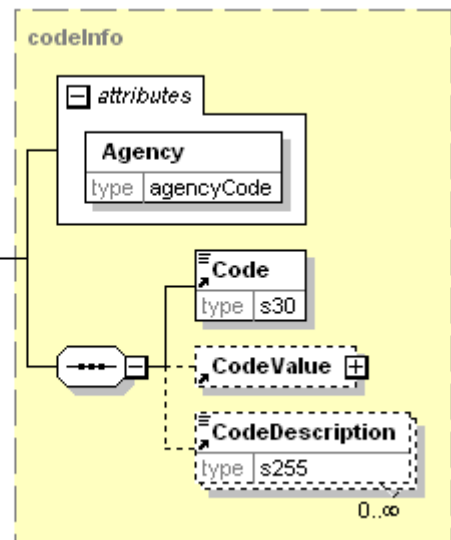 codeInfo
attributes
Agency
type agencyCode
Code
type s30
CodeValue
CodeDescription
type s255
0..∞